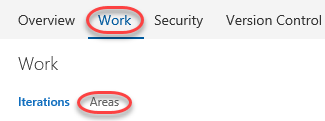 Overview Work Security Version Control
Work
Iterations Areas